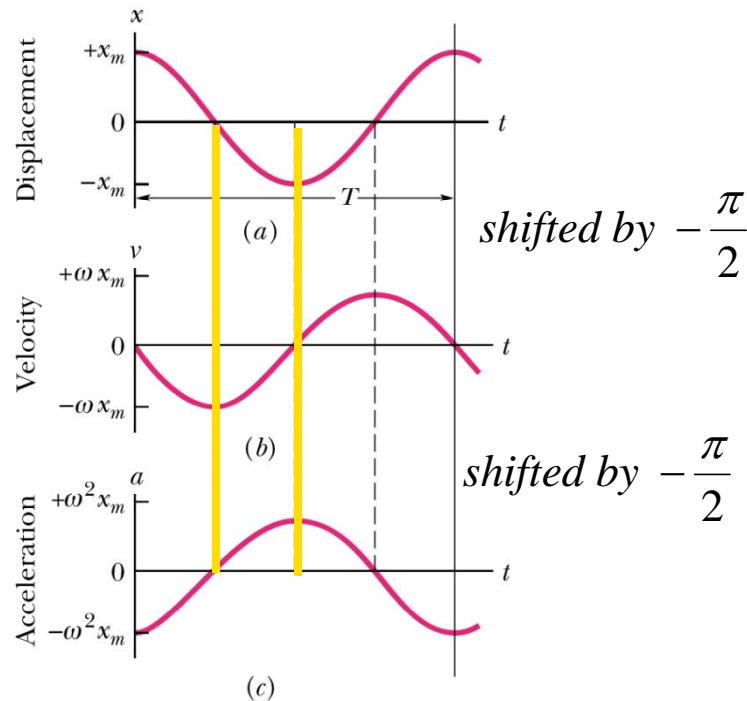 x
Displacement
+x_m
0
t
−x_m
T
(a)
shifted by −π/2
v
Velocity
+ωx_m
0
t
−ωx_m
(b)
shifted by −π/2
a
Acceleration
+ω²x_m
0
t
−ω²x_m
(c)